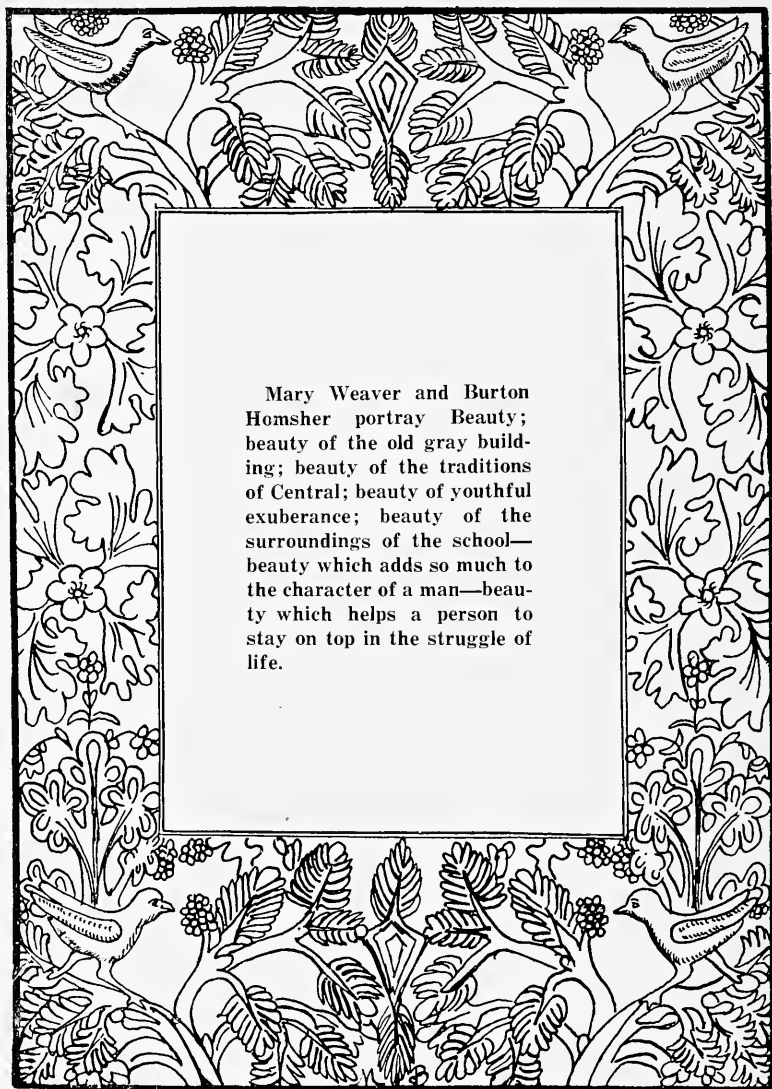 Mary Weaver and Burton
Homsher portray Beauty;
beauty of the old gray build-
ing; beauty of the traditions
of Central; beauty of youthful
exuberance; beauty of the
surroundings of the school—
beauty which adds so much to
the character of a man—beau-
ty which helps a person to
stay on top in the struggle of
life.